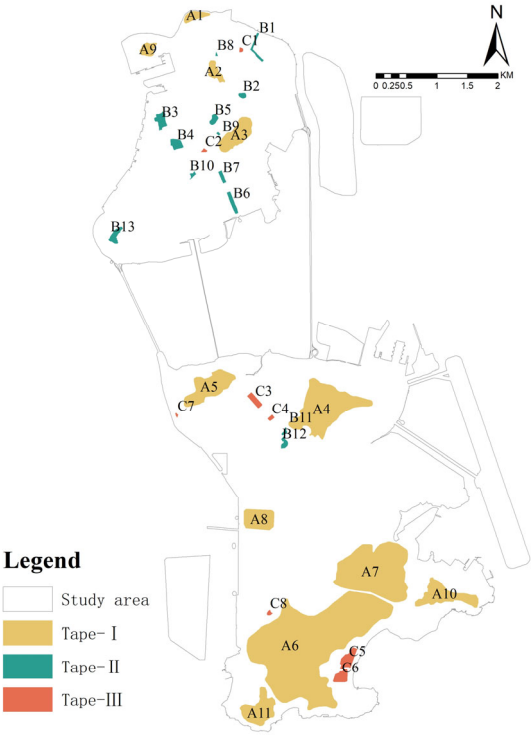 A1
B1
N
A9
B8
C1
A2
KM
0 0.25 0.5 1 1.5 2
B2
B3
B5
B9
A3
B4
C2
B10
B7
B6
B13
A5
C3
A4
C7
C4
B11
B12
A8
A7
A10
C8
A6
C5
C6
A11
Legend
Study area
Tape-Ⅰ
Tape-Ⅱ
Tape-Ⅲ